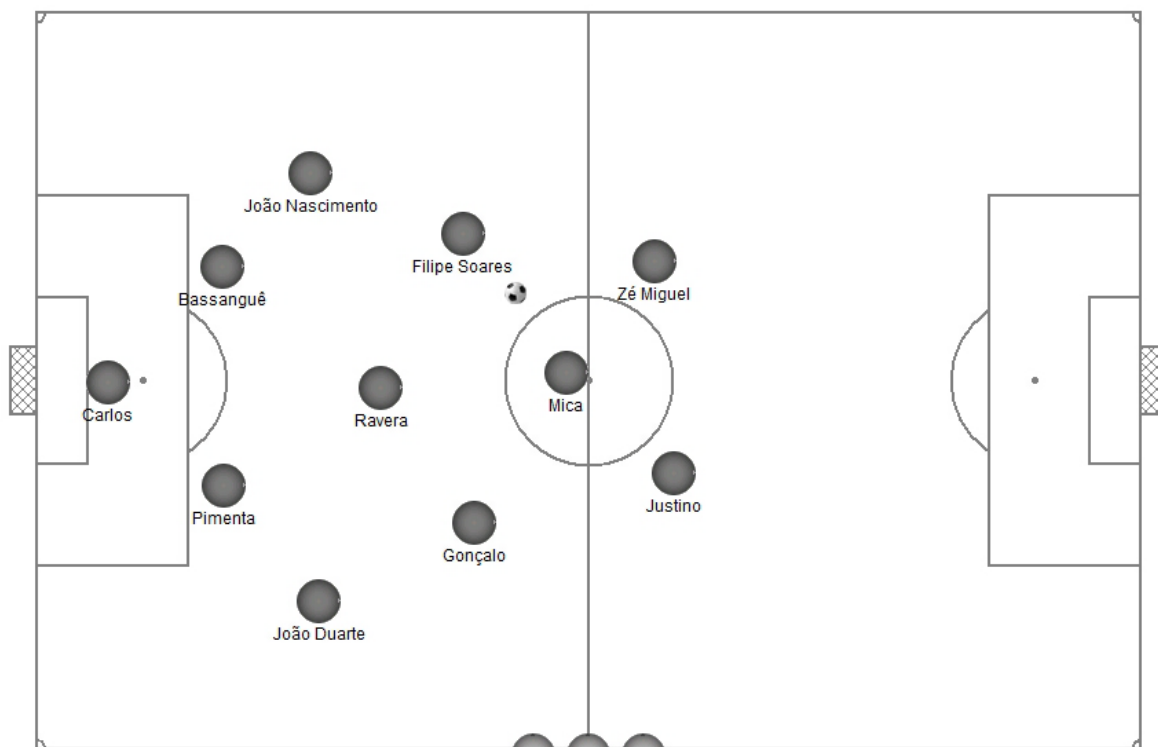 João Nascimento
Filipe Soares
Bassanguê
Zé Miguel
Carlos
Ravera
Mica
Pimenta
Justino
Gonçalo
João Duarte